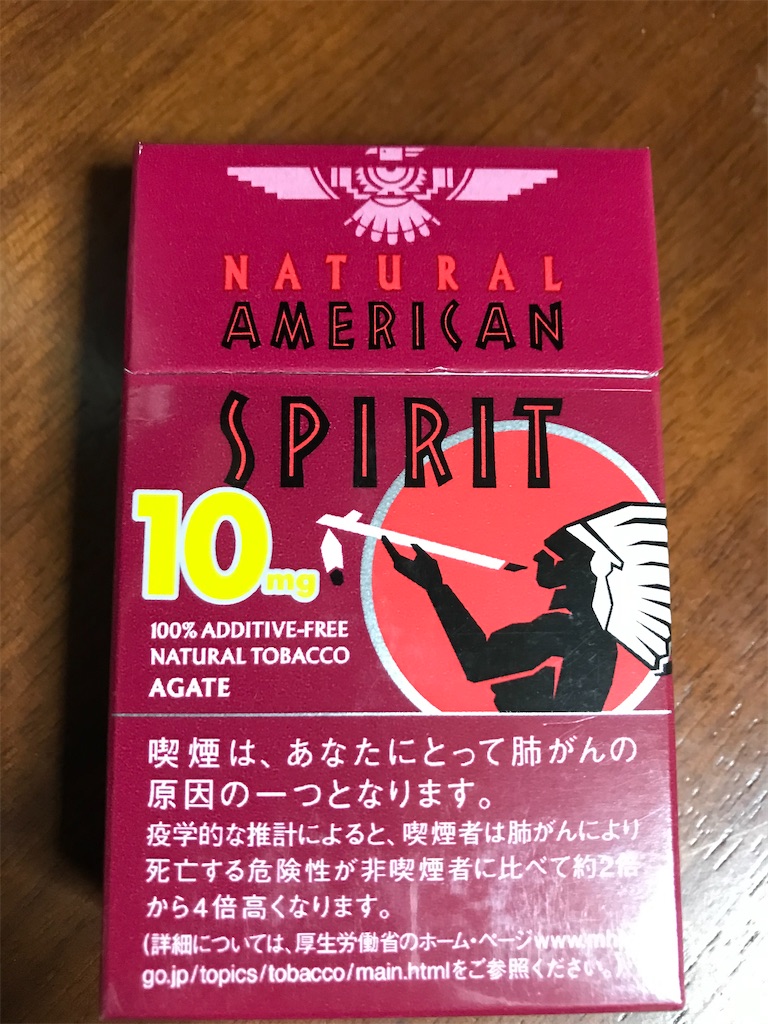 NATURAL
AMERICAN
SPIRIT
10mg
100% ADDITIVE-FREE
NATURAL TOBACCO
AGATE
喫煙は、あなたにとって肺がんの
原因の一つとなります。
疫学的な推計によると、喫煙者は肺がんにより
死亡する危険性が非喫煙者に比べて約2倍
から4倍高くなります。
(詳細については、厚生労働省のホーム・ページ
go.jp/topics/tobacco/main.htmlをご参照ください。)